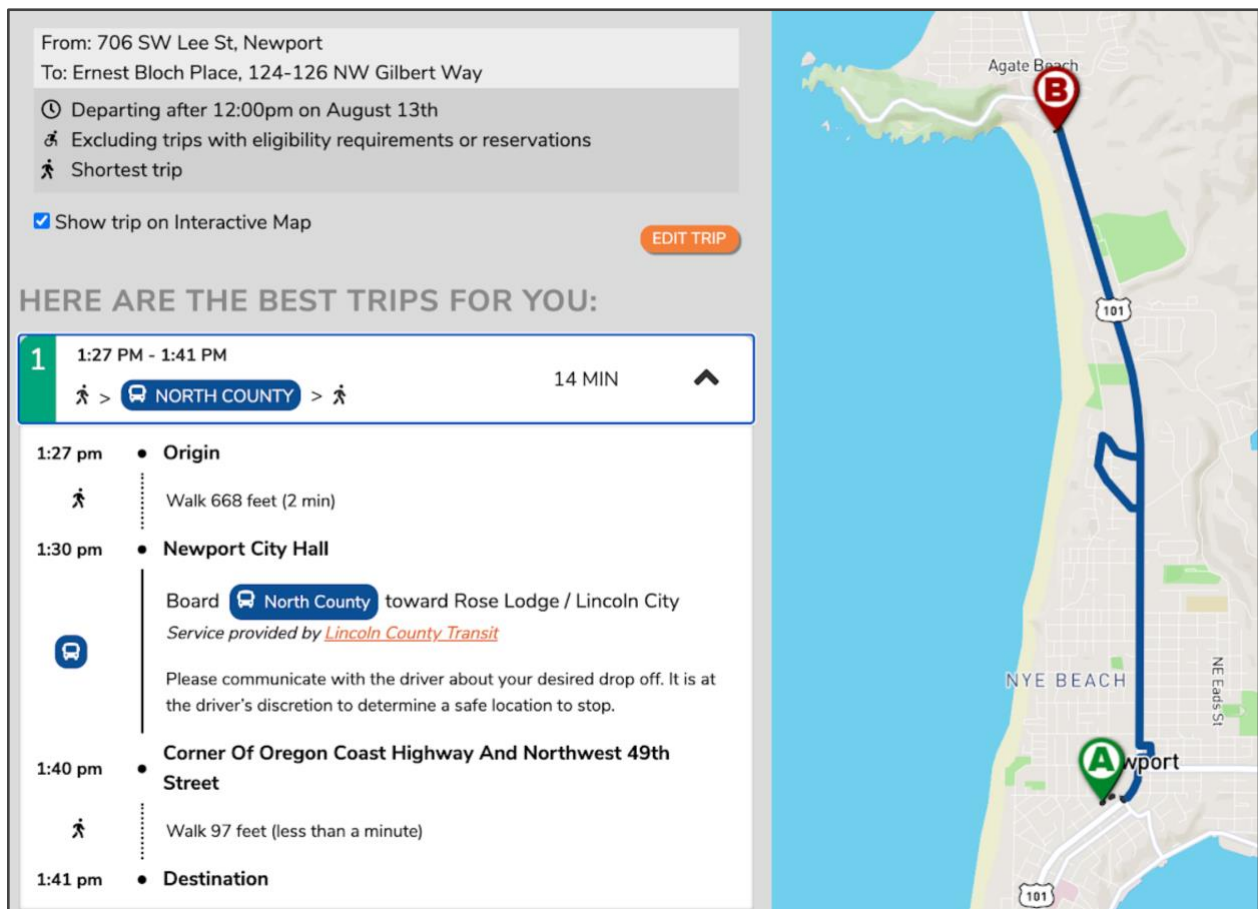 From: 706 SW Lee St, Newport
To: Ernest Bloch Place, 124-126 NW Gilbert Way
Departing after 12:00pm on August 13th
Excluding trips with eligibility requirements or reservations
Shortest trip
Show trip on Interactive Map
EDIT TRIP
HERE ARE THE BEST TRIPS FOR YOU:
1
1:27 PM - 1:41 PM
> NORTH COUNTY >
14 MIN
1:27 pm Origin
Walk 668 feet (2 min)
1:30 pm Newport City Hall
Board North County toward Rose Lodge / Lincoln City
Service provided by Lincoln County Transit
Please communicate with the driver about your desired drop off. It is at
the driver's discretion to determine a safe location to stop.
1:40 pm Corner Of Oregon Coast Highway And Northwest 49th
Street
Walk 97 feet (less than a minute)
1:41 pm Destination
Agate Beach
B
101
NYE BEACH
NE Eads St
A
wport
101